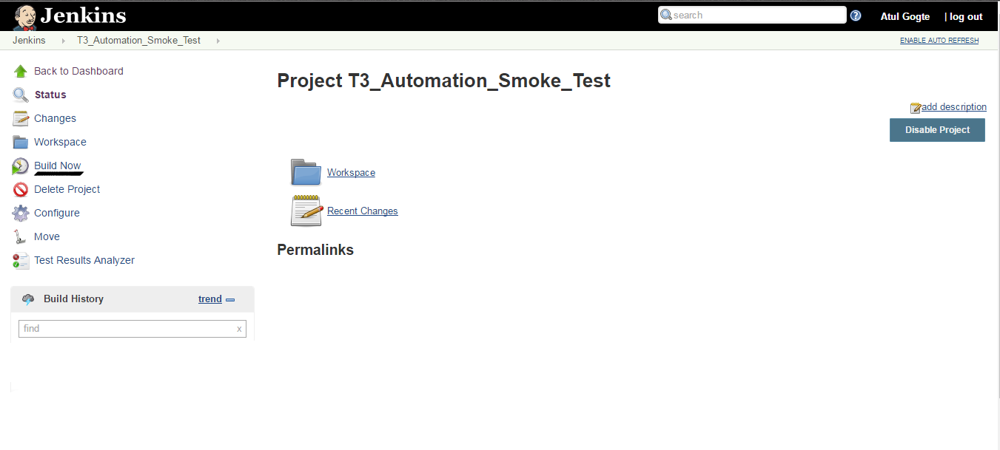 Jenkins
search
?
Atul Gogte
| log out
Jenkins
T3_Automation_Smoke_Test
ENABLE AUTO REFRESH
Back to Dashboard
Status
Changes
Workspace
Build Now
Delete Project
Configure
Move
Test Results Analyzer
Build History
trend
find
x
Project T3_Automation_Smoke_Test
add description
Disable Project
Workspace
Recent Changes
Permalinks